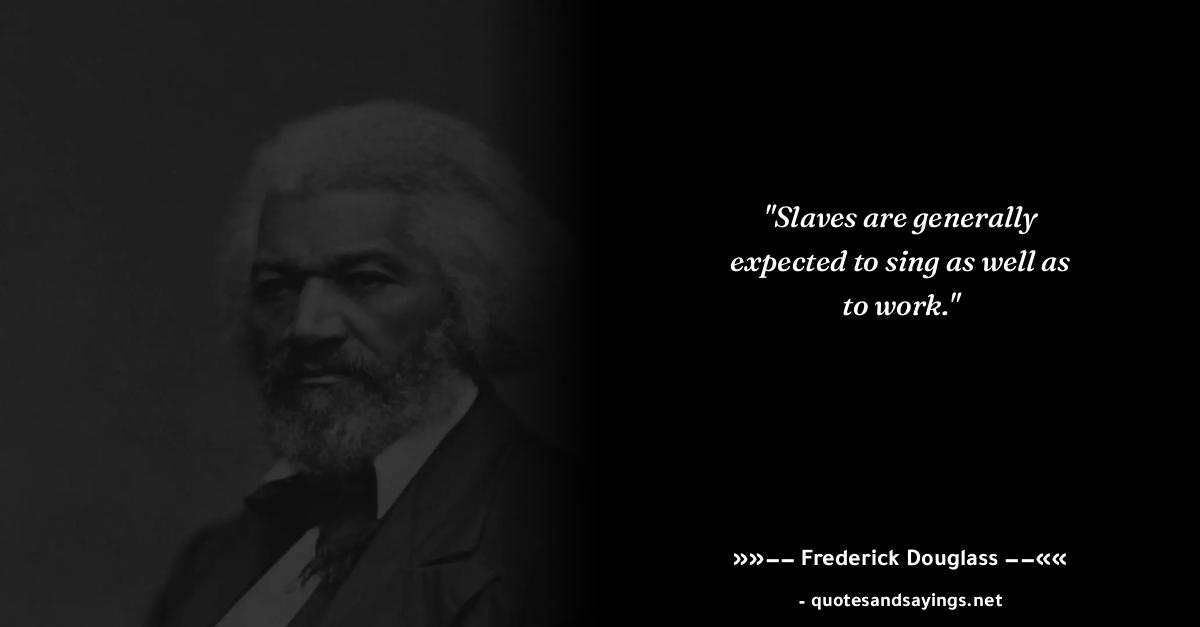 "Slaves are generally
expected to sing as well as
to work."
»»−− Frederick Douglass −−««
- quotesandsayings.net